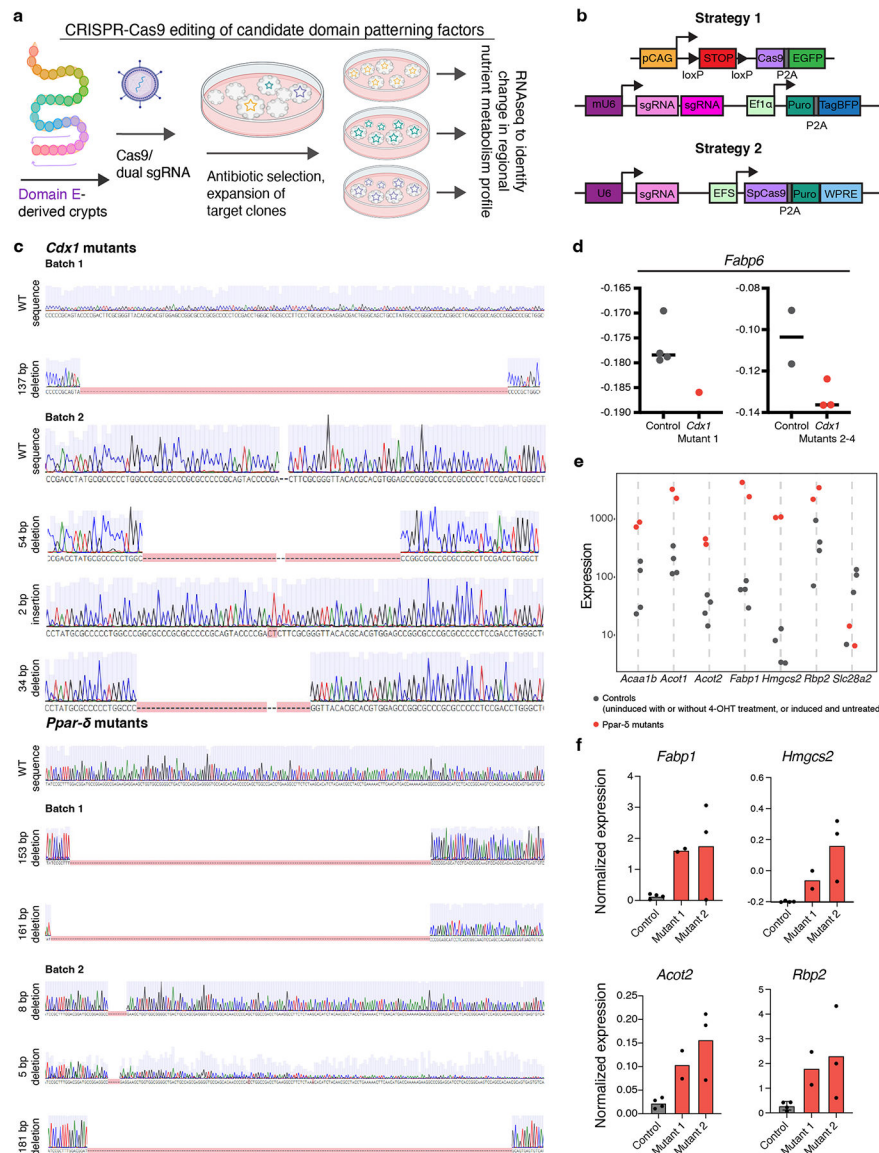 a
CRISPR-Cas9 editing of candidate domain patterning factors
Domain E-
derived crypts
Cas9/
dual sgRNA
Antibiotic selection,
expansion of
target clones
RNAseq to identify
change in regional
nutrient metabolism profile
b
Strategy 1
pCAG
STOP
Cas9
EGFP
loxP
loxP
P2A
mU6
sgRNA
sgRNA
Ef1α
Puro
TagBFP
P2A
Strategy 2
U6
sgRNA
EFS
SpCas9
Puro
WPRE
P2A
c
Cdx1 mutants
Batch 1
WT
sequence
137 bp
deletion
CCCCCGCAGTA
Batch 2
WT
sequence
CCGACCTATGCGCCCCCTGGCCCGGCGCCCGCGCCCCCGCAGTACCCCGA--CTTCGCGGGTTACACGCACGTGGAGCCGGCGCCCGCGCCCCCTCCGACCTGGGCT
54 bp
deletion
2 bp
insertion
34 bp
deletion
Ppar-δ mutants
WT
sequence
Batch 1
153 bp
deletion
161 bp
deletion
Batch 2
8 bp
deletion
5 bp
deletion
181 bp
deletion
d
Fabp6
-0.165
-0.170
-0.175
-0.180
-0.185
-0.190
Control
Cdx1
Mutant 1
-0.08
-0.10
-0.12
-0.14
Control
Cdx1
Mutants 2-4
e
Expression
1000
100
10
Acaa1b
Acot1
Acot2
Fabp1
Hmgcs2
Rbp2
Slc28a2
Controls
(uninduced with or without 4-OHT treatment, or induced and untreated
Ppar-δ mutants
f
Fabp1
Normalized expression
4
3
2
1
0
Control
Mutant 1
Mutant 2
Hmgcs2
0.6
0.4
0.2
0.0
-0.2
Control
Mutant 1
Mutant 2
Acot2
Normalized expression
0.25
0.20
0.15
0.10
0.05
0.00
Control
Mutant 1
Mutant 2
Rbp2
5
4
2
1
0
Control
Mutant 1
Mutant 2